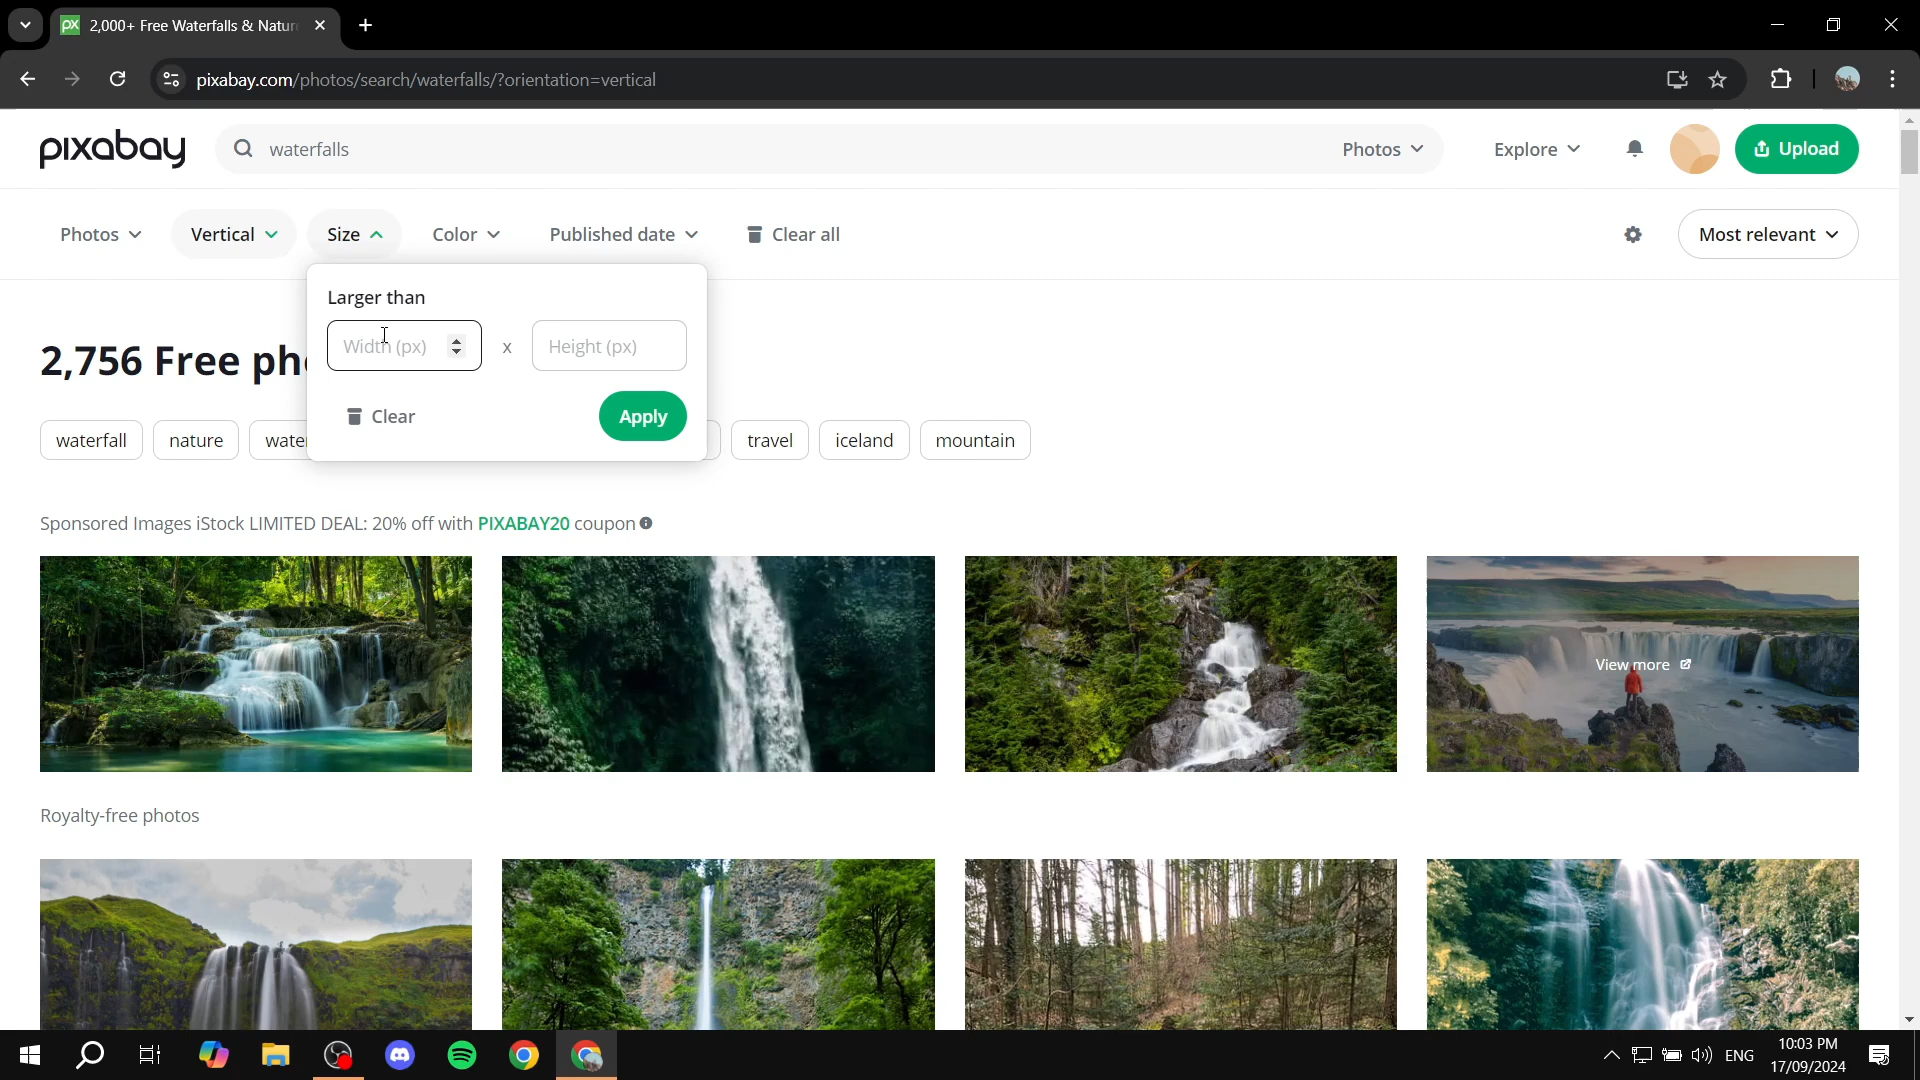 2,000+ Free Waterfalls & Natur
pixabay.com/photos/search/waterfalls/?orientation=vertical
pixabay
waterfalls
Photos
Explore
Upload
Photos
Vertical
Size
Color
Published date
Clear all
Most relevant
Larger than
Width (px)
x
Height (px)
2,756 Free pho
Clear
Apply
waterfall
nature
water
travel
iceland
mountain
Sponsored Images iStock LIMITED DEAL: 20% off with PIXABAY20 coupon
View more
Royalty-free photos
ENG
10:03 PM
17/09/2024